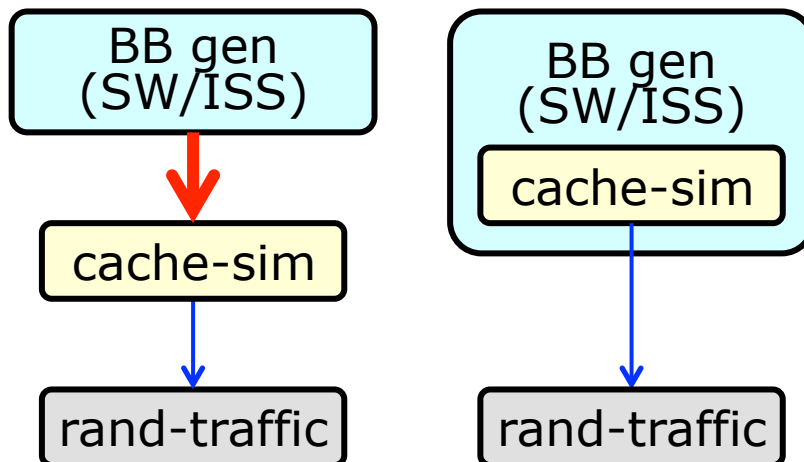 BB gen
(SW/ISS)
cache-sim
rand-traffic
BB gen
(SW/ISS)
cache-sim
rand-traffic